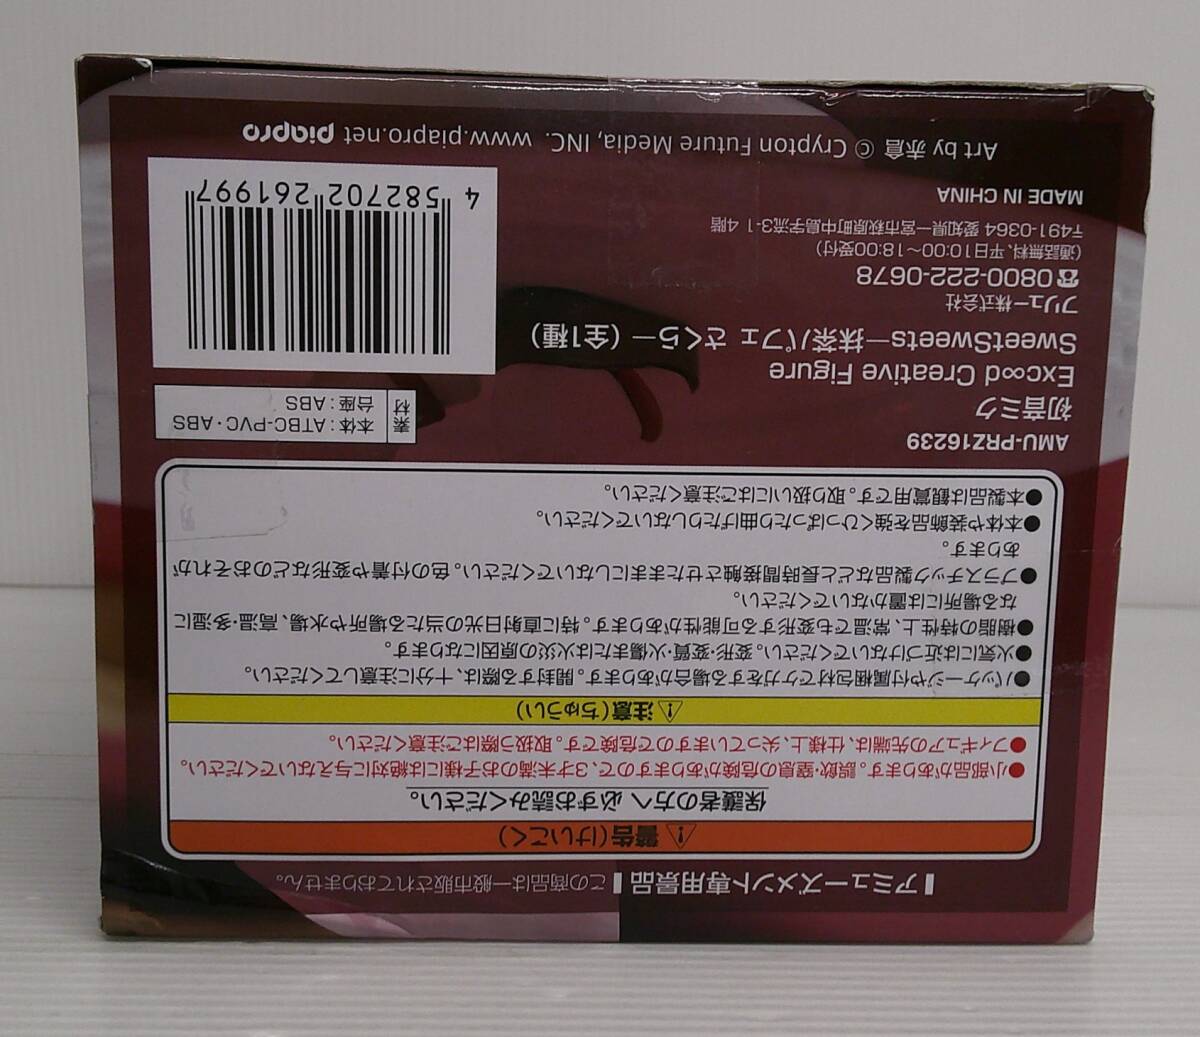 アミューズメント専用景品 この商品は一般市販されておりません。
警告(けいこく)
保護者の方へ 必ずお読みください。
●小部品があります。誤飲・窒息の危険がありますので、3才未満のお子様には絶対に与えないでください。
●フィギュアの先端は、仕様上、尖っていますので危険です。取扱う際はご注意ください。
注意(ちゅうい)
●パッケージや付属梱包材でケガをする場合があります。開封する際は、十分に注意してください。
●火気には近づけないでください。変形・変質・火傷または火災の原因になります。
●樹脂の特性上、常温でも変形する可能性があります。特に直射日光の当たる場所や水場、高温・多湿に
なる場所には置かないでください。
●プラスチック製品などと長時間接触させたままにしないでください。色の付着や変形などのおそれが
あります。
●本体や装飾品を強くひっぱったり曲げたりしないでください。
●本製品は観賞用です。取り扱いにはご注意ください。
AMU-PRZ16239
初音ミク
Exc∞d Creative Figure
SweetSweets—抹茶パフェ さくら—(全1種)
フリュー株式会社
☎0800-222-0678
(通話無料、平日10:00~18:00受付)
〒491-0364 愛知県一宮市萩原町中島字流3-1 4階
MADE IN CHINA
素材
本体:ATBC-PVC・ABS
台座:ABS
4 582702 261997
Art by 赤倉 © Crypton Future Media, INC. www.piapro.net piapro